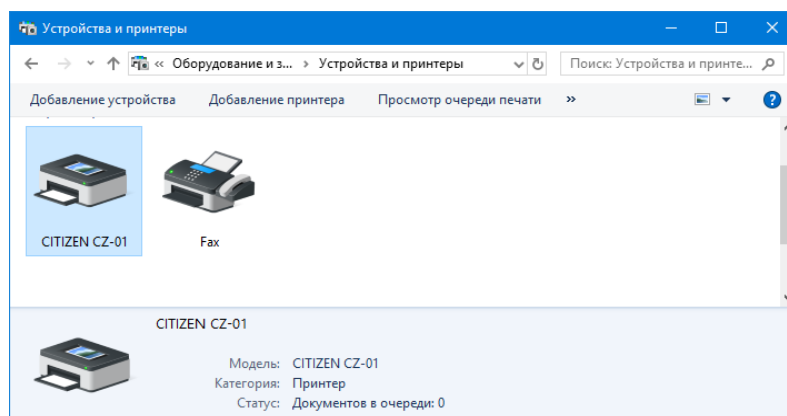 Устройства и принтеры
« Оборудование и з... › Устройства и принтеры
Поиск: Устройства и принте...
Добавление устройства Добавление принтера Просмотр очереди печати »
CITIZEN CZ-01 Fax
CITIZEN CZ-01
Модель: CITIZEN CZ-01
Категория: Принтер
Статус: Документов в очереди: 0